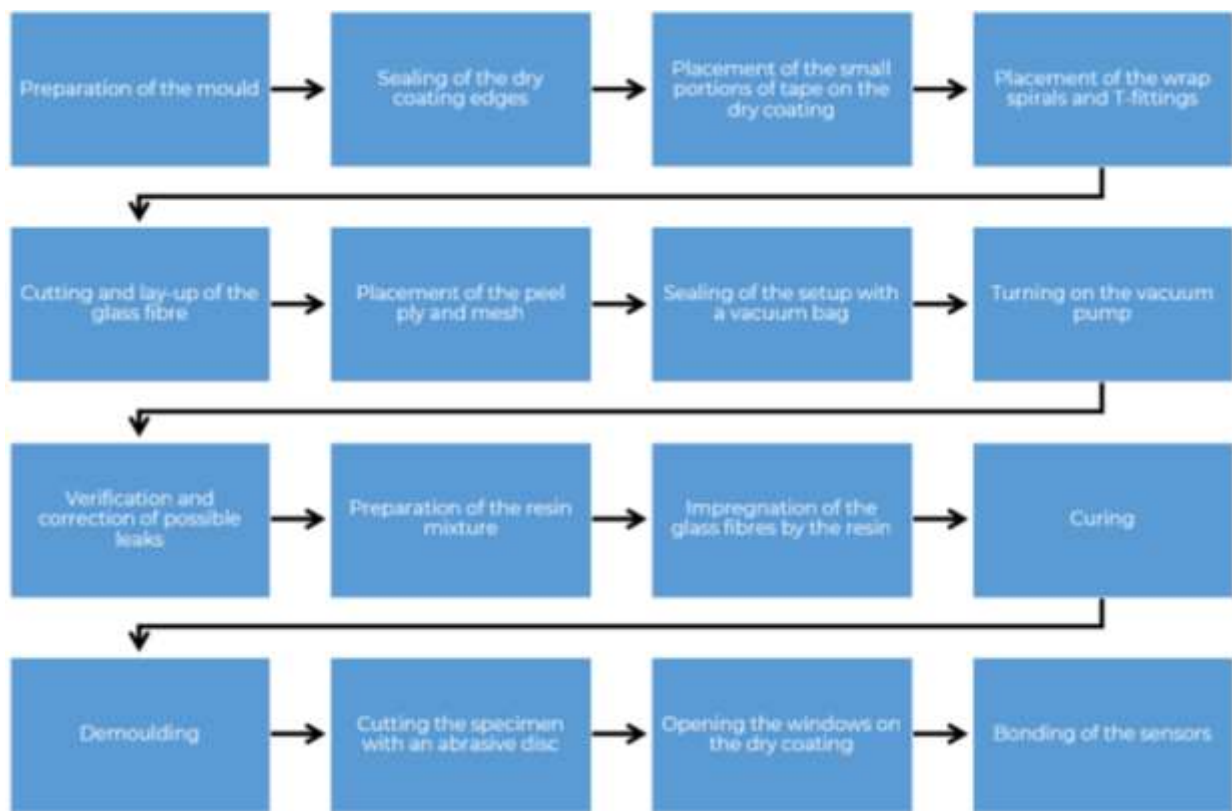 Preparation of the mould
Sealing of the dry
coating edges
Placement of the small
portions of tape on the
dry coating
Placement of the wrap
spirals and T-fittings
Cutting and lay-up of the
glass fibre
Placement of the peel
ply and mesh
Sealing of the setup with
a vacuum bag
Turning on the vacuum
pump
Verification and
correction of possible
leaks
Preparation of the resin
mixture
Impregnation of the
glass fibres by the resin
Curing
Demoulding
Cutting the specimen
with an abrasive disc
Opening the windows on
the dry coating
Bonding of the sensors